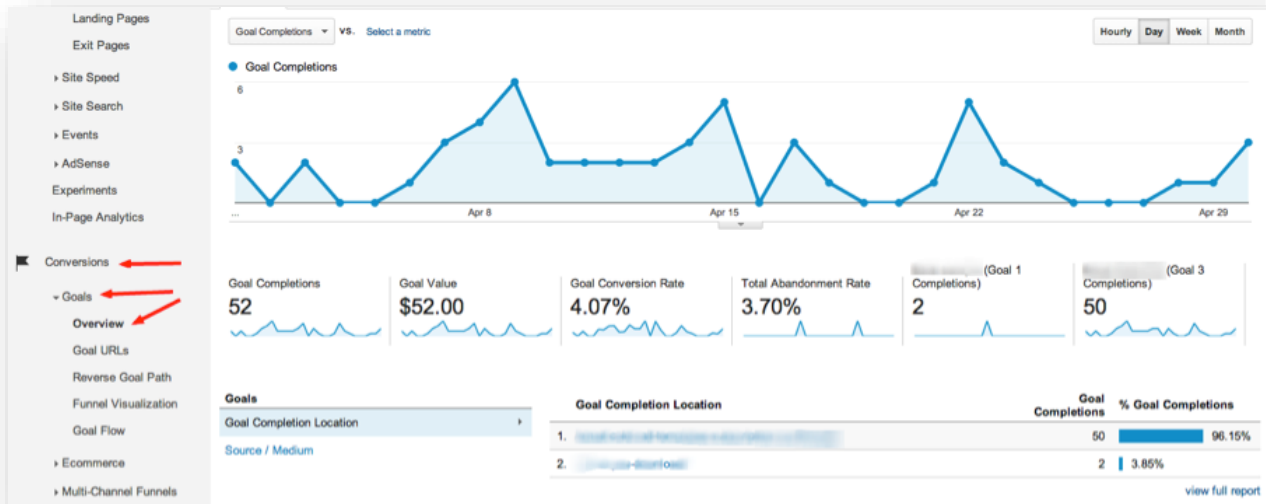 Landing Pages
Exit Pages
Site Speed
Site Search
Events
AdSense
Experiments
In-Page Analytics
Conversions
Goals
Overview
Goal URLs
Reverse Goal Path
Funnel Visualization
Goal Flow
Ecommerce
Multi-Channel Funnels
Goal Completions VS. Select a metric
Hourly Day Week Month
Goal Completions
6
3
... Apr 8 Apr 15 Apr 22 Apr 29
Goal Completions
52
Goal Value
$52.00
Goal Conversion Rate
4.07%
Total Abandonment Rate
3.70%
(Goal 1
Completions)
2
(Goal 3
Completions)
50
Goals
Goal Completion Location
Source / Medium
Goal Completion Location Goal Completions % Goal Completions
1. 50 96.15%
2. 2 3.85%
view full report